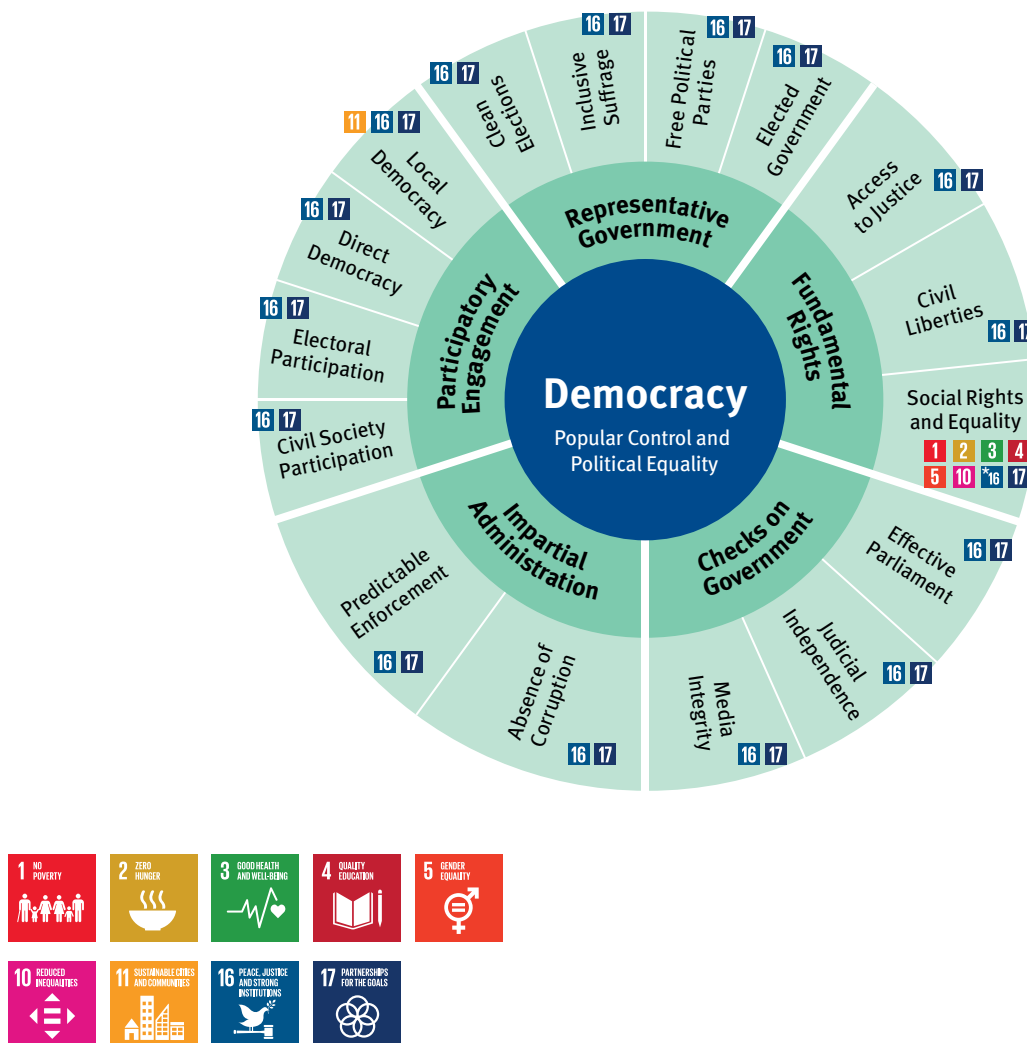 Democracy
Popular Control and
Political Equality
Representative
Government
16 17
Clean
Elections
16 17
Inclusive
Suffrage
16 17
Free Political
Parties
16 17
Elected
Government
Fundamental
Rights
Access
to Justice
16 17
Civil
Liberties
16 17
Social Rights
and Equality
1 2 3 4
5 10 *16 17
Checks on
Government
Effective
Parliament
16 17
Judicial
Independence
16 17
Media
Integrity
16 17
Impartial
Administration
Absence of
Corruption
16 17
Predictable
Enforcement
16 17
Participatory
Engagement
16 17
Civil Society
Participation
16 17
Electoral
Participation
16 17
Direct
Democracy
11 16 17
Local
Democracy
1 NO
POVERTY
2 ZERO
HUNGER
3 GOOD HEALTH
AND WELL-BEING
4 QUALITY
EDUCATION
5 GENDER
EQUALITY
10 REDUCED
INEQUALITIES
11 SUSTAINABLE CITIES
AND COMMUNITIES
16 PEACE, JUSTICE
AND STRONG
INSTITUTIONS
17 PARTNERSHIPS
FOR THE GOALS